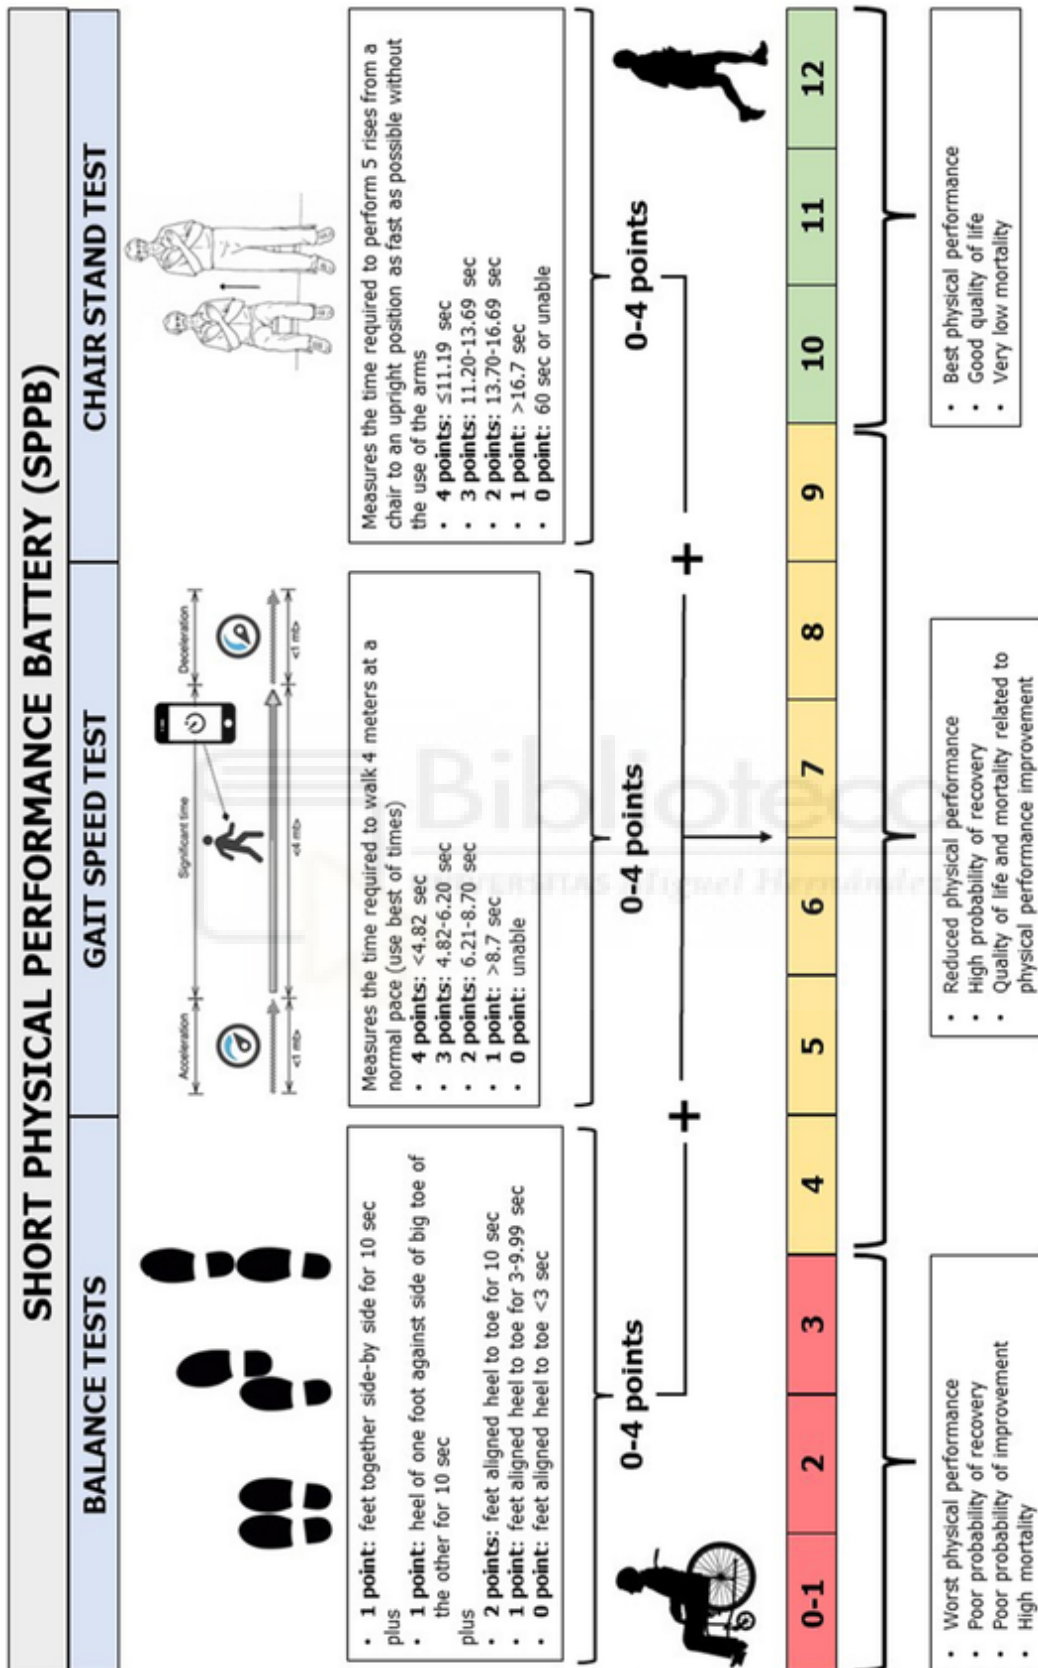 SHORT PHYSICAL PERFORMANCE BATTERY (SPPB)
BALANCE TESTS
GAIT SPEED TEST
CHAIR STAND TEST
Acceleration
Significant time
Deceleration
<1 mt>
<4 mt>
<1 mt>
• 1 point: feet together side-by side for 10 sec
plus
• 1 point: heel of one foot against side of big toe of
the other for 10 sec
plus
• 2 points: feet aligned heel to toe for 10 sec
• 1 point: feet aligned heel to toe for 3-9.99 sec
• 0 point: feet aligned heel to toe <3 sec
Measures the time required to walk 4 meters at a
normal pace (use best of times)
• 4 points: <4.82 sec
• 3 points: 4.82-6.20 sec
• 2 points: 6.21-8.70 sec
• 1 point: >8.7 sec
• 0 point: unable
Measures the time required to perform 5 rises from a
chair to an upright position as fast as possible without
the use of the arms
• 4 points: ≤11.19 sec
• 3 points: 11.20-13.69 sec
• 2 points: 13.70-16.69 sec
• 1 point: >16.7 sec
• 0 point: 60 sec or unable
0-4 points
0-4 points
0-4 points
+
+
0-1
2
3
4
5
6
7
8
9
10
11
12
• Worst physical performance
• Poor probability of recovery
• Poor probability of improvement
• High mortality
• Reduced physical performance
• High probability of recovery
• Quality of life and mortality related to
physical performance improvement
• Best physical performance
• Good quality of life
• Very low mortality
Biblioteca
UNIVERSITAS Miguel Hernández